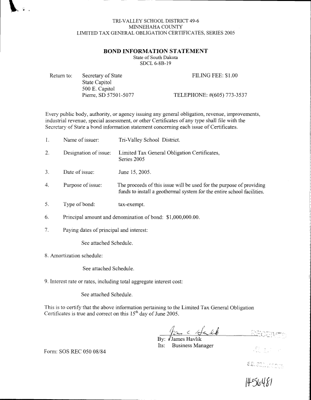 TRI-VALLEY SCHOOL DISTRICT 49-6
MINNEHAHA COUNTY
LIMITED TAX GENERAL OBLIGATION CERTIFICATES, SERIES 2005
BOND INFORMATION STATEMENT
State of South Dakota
SDCL 6-8B-19
Return to: Secretary of State FILING FEE: $1.00
State Capitol
500 E. Capitol
Pierre, SD 57501-5077 TELEPHONE: #(605) 773-3537
Every public body, authority, or agency issuing any general obligation, revenue, improvements,
industrial revenue, special assessment, or other Certificates of any type shall file with the
Secretary of State a bond information statement concerning each issue of Certificates.
1. Name of issuer: Tri-Valley School District.
2. Designation of issue: Limited Tax General Obligation Certificates,
Series 2005
3. Date of issue: June 15, 2005.
4. Purpose of issue: The proceeds of this issue will be used for the purpose of providing
funds to install a geothermal system for the entire school facilities.
5. Type of bond: tax-exempt.
6. Principal amount and denomination of bond: $1,000,000.00.
7. Paying dates of principal and interest:
See attached Schedule.
8. Amortization schedule:
See attached Schedule.
9. Interest rate or rates, including total aggregate interest cost:
See attached Schedule.
This is to certify that the above information pertaining to the Limited Tax General Obligation
Certificates is true and correct on this 15th day of June 2005.
By: James Havlik
Its: Business Manager
Form: SOS REC 050 08/84